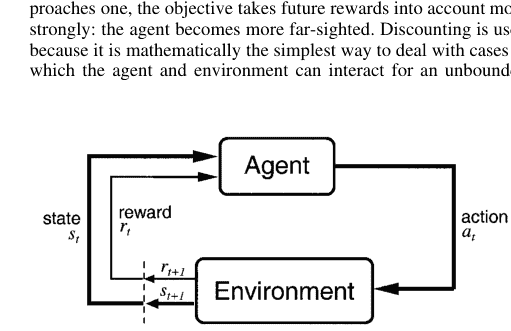 proaches one, the objective takes future rewards into account mo
strongly: the agent becomes more far-sighted. Discounting is us
because it is mathematically the simplest way to deal with cases
which the agent and environment can interact for an unbound
Agent
state
s_t
reward
r_t
action
a_t
r_{t+1}
s_{t+1}
Environment